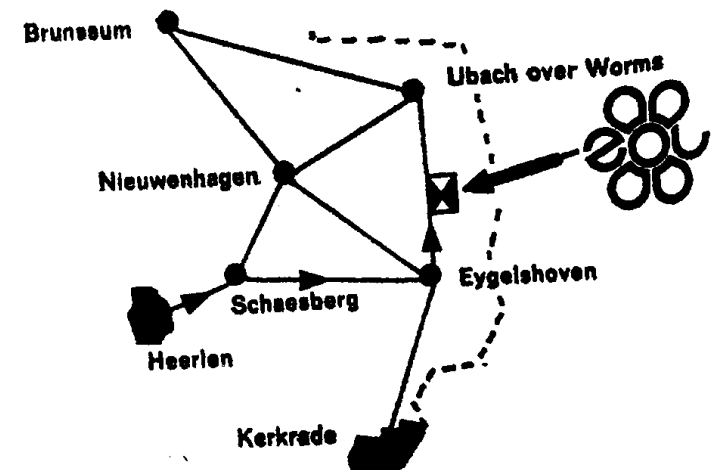 Brunssum
Ubach over Worms
Nieuwenhagen
Eygelshoven
Schaesberg
Heerlen
Kerkrade